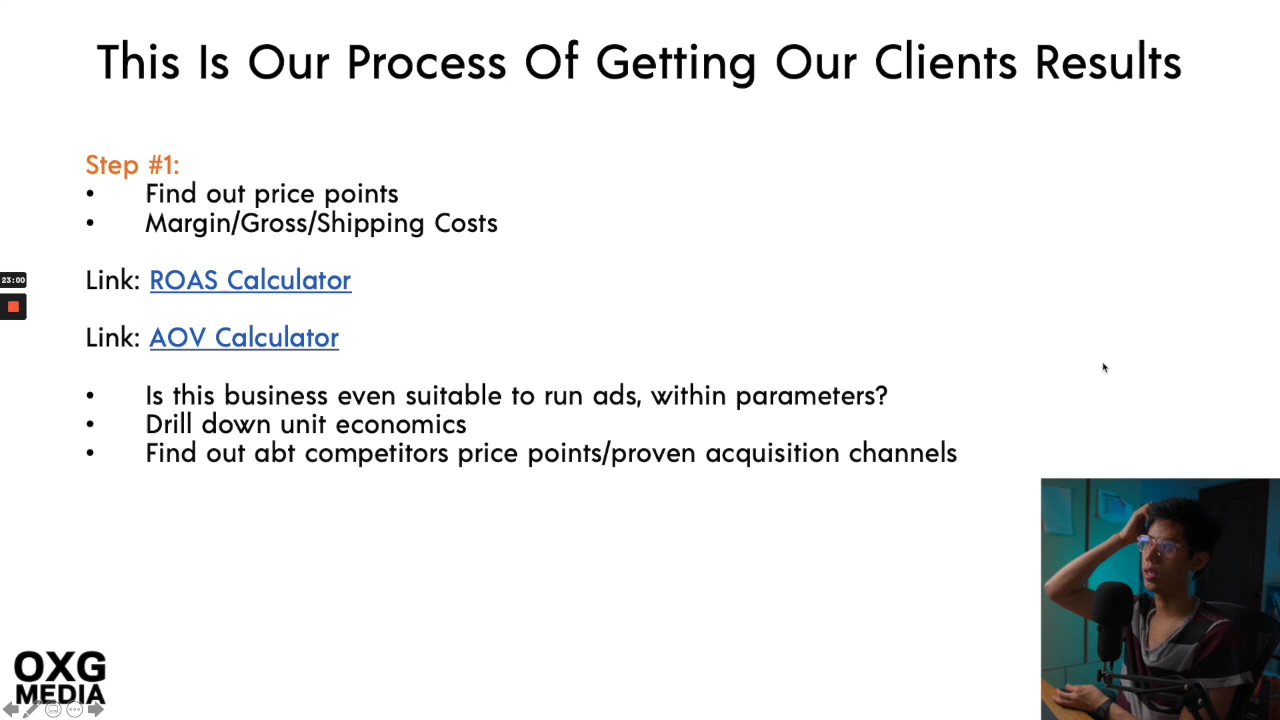 This Is Our Process Of Getting Our Clients Results
Step #1:
• Find out price points
• Margin/Gross/Shipping Costs
23:00
Link: ROAS Calculator
Link: AOV Calculator
• Is this business even suitable to run ads, within parameters?
• Drill down unit economics
• Find out abt competitors price points/proven acquisition channels
OXG
MEDIA